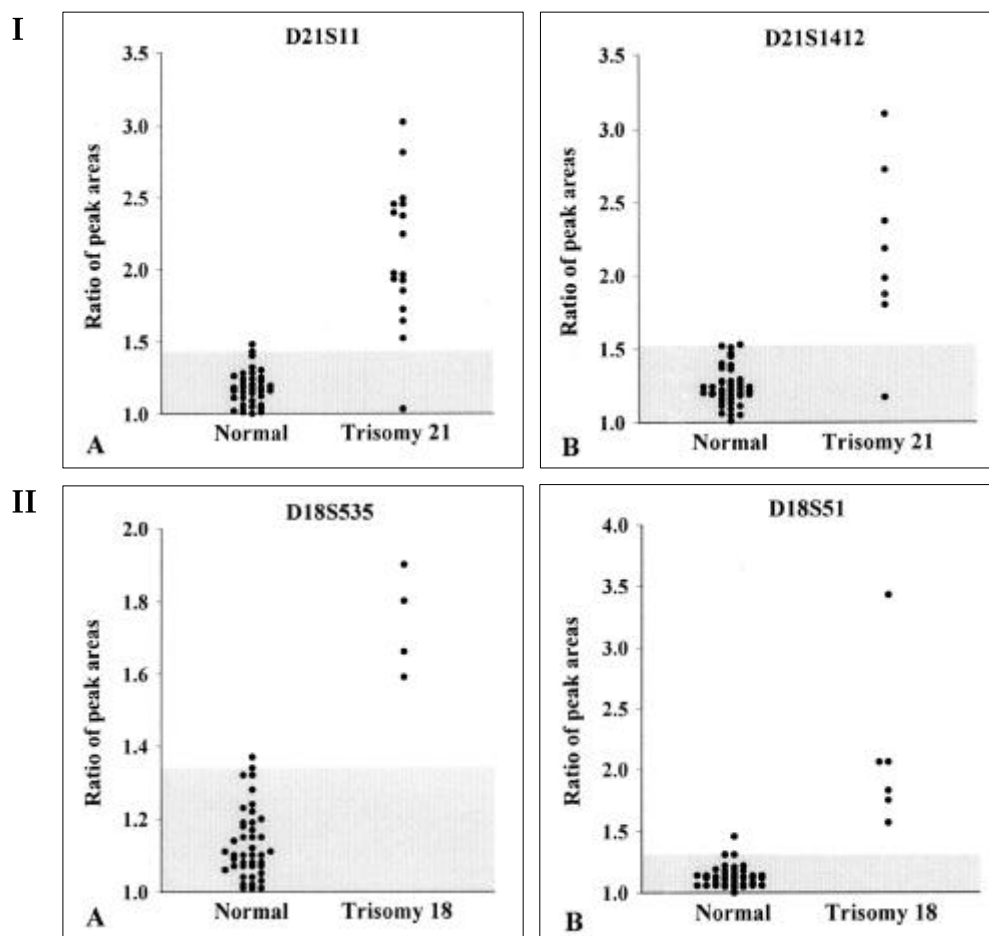 I
D21S11
Ratio of peak areas
3.5
3.0
2.5
2.0
1.5
1.0
Normal Trisomy 21
A
D21S1412
Ratio of peak areas
3.5
3.0
2.5
2.0
1.5
1.0
Normal Trisomy 21
B
II
D18S535
Ratio of peak areas
2.0
1.8
1.6
1.4
1.2
1.0
Normal Trisomy 18
A
D18S51
Ratio of peak areas
4.0
3.5
3.0
2.5
2.0
1.5
1.0
Normal Trisomy 18
B